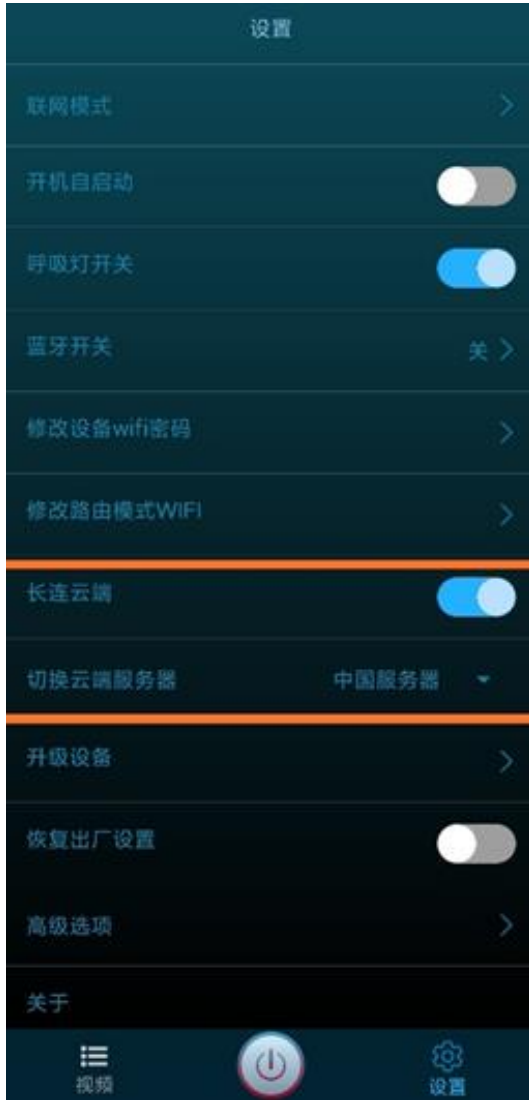 设置
联网模式
开机自启动
呼吸灯开关
蓝牙开关 关
修改设备wifi密码
修改路由模式WIFI
长连云端
切换云端服务器 中国服务器
升级设备
恢复出厂设置
高级选项
关于
视频 设置